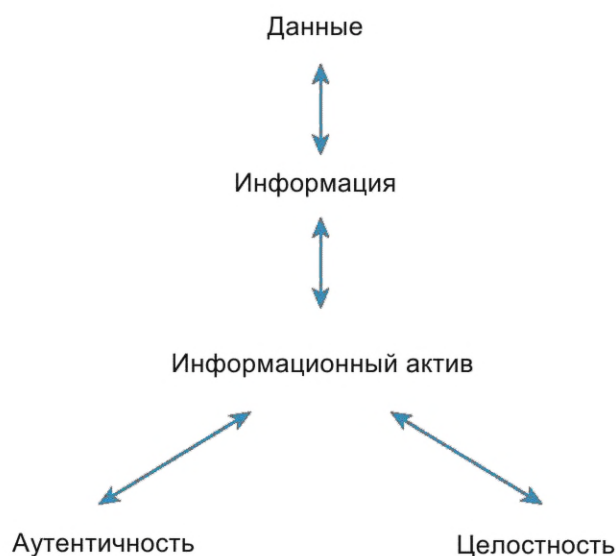 Данные
Информация
Информационный актив
Аутентичность
Целостность